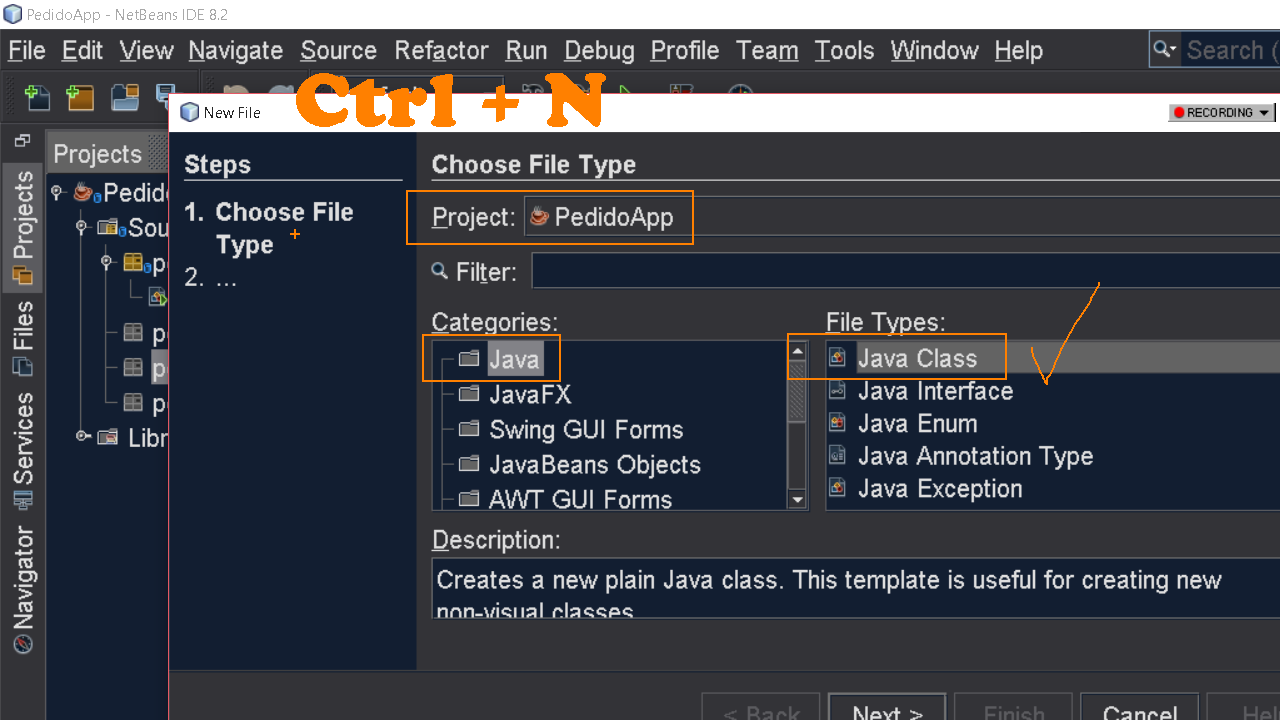 PedidoApp - NetBeans IDE 8.2
File Edit View Navigate Source Refactor Run Debug Profile Team Tools Window Help
Search (
Ctrl + N
New File
RECORDING
Projects
Steps
Choose File Type
1. Choose File
Type
2. ...
Project: PedidoApp
Filter:
Categories:
File Types:
Java
JavaFX
Swing GUI Forms
JavaBeans Objects
AWT GUI Forms
Java Class
Java Interface
Java Enum
Java Annotation Type
Java Exception
Description:
Creates a new plain Java class. This template is useful for creating new
non-visual classes
< Back
Next >
Finish
Cancel
Hel
Projects
Files
Services
Navigator
Pedido
Sou
p
p
p
p
Libr